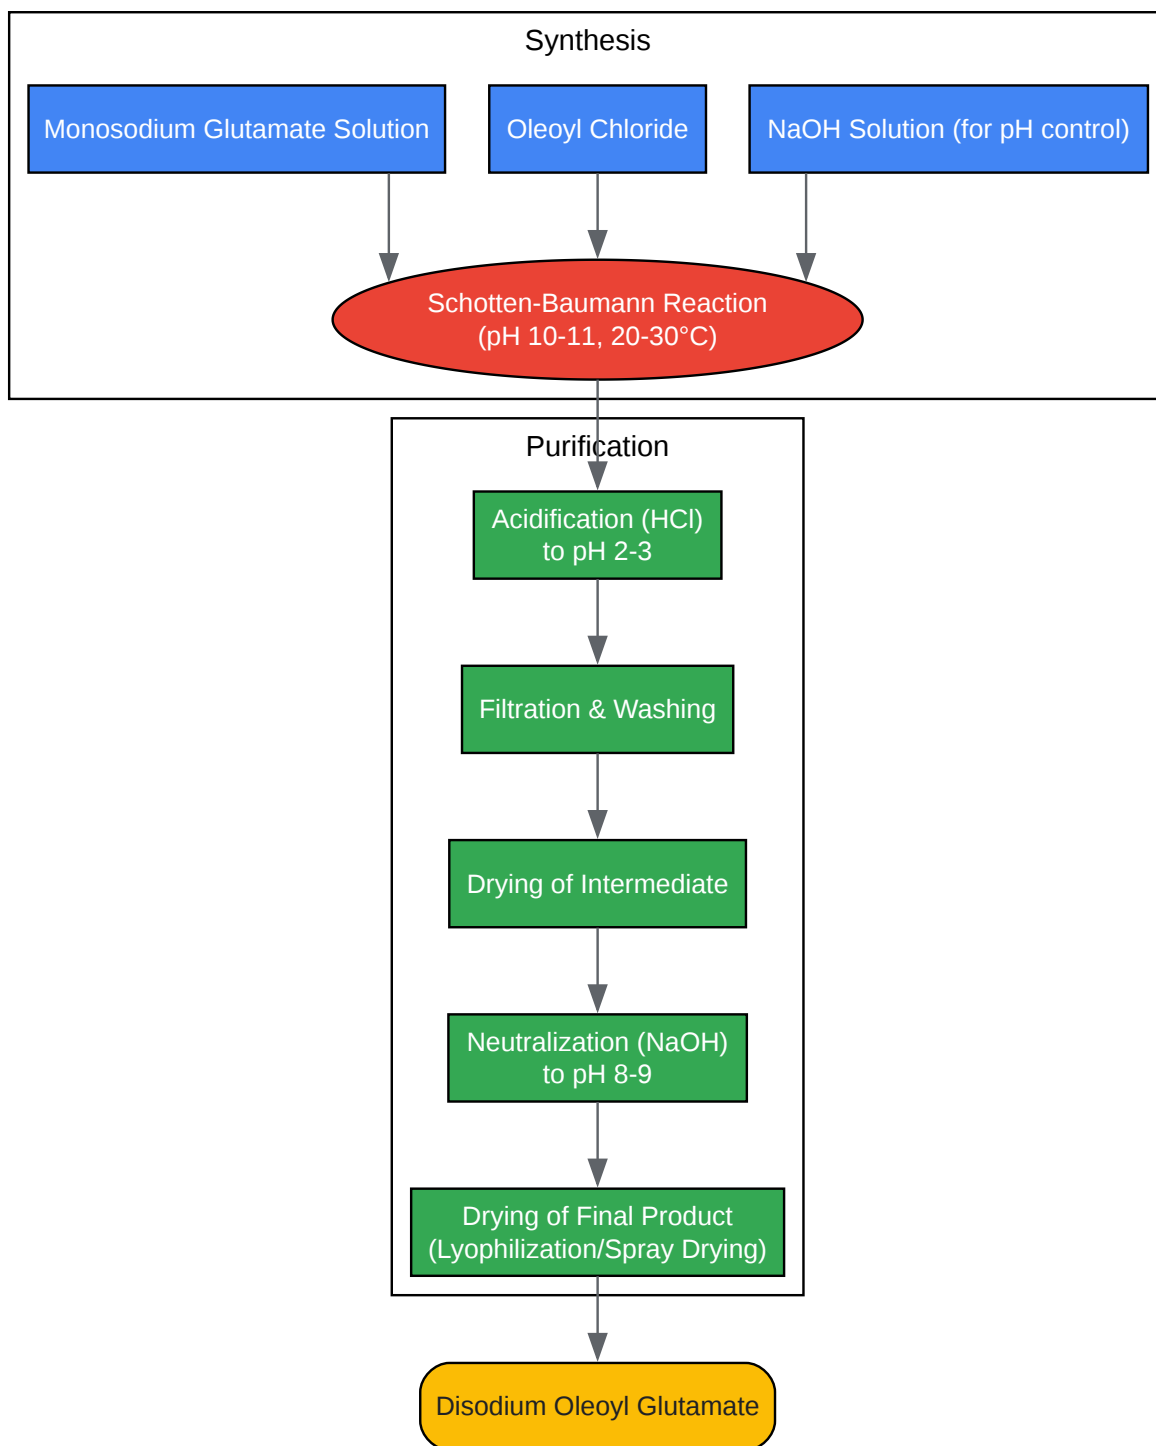 Synthesis
Monosodium Glutamate Solution
Oleoyl Chloride
NaOH Solution (for pH control)
Schotten-Baumann Reaction
(pH 10-11, 20-30°C)
Purification
Acidification (HCl)
to pH 2-3
Filtration & Washing
Drying of Intermediate
Neutralization (NaOH)
to pH 8-9
Drying of Final Product
(Lyophilization/Spray Drying)
Disodium Oleoyl Glutamate